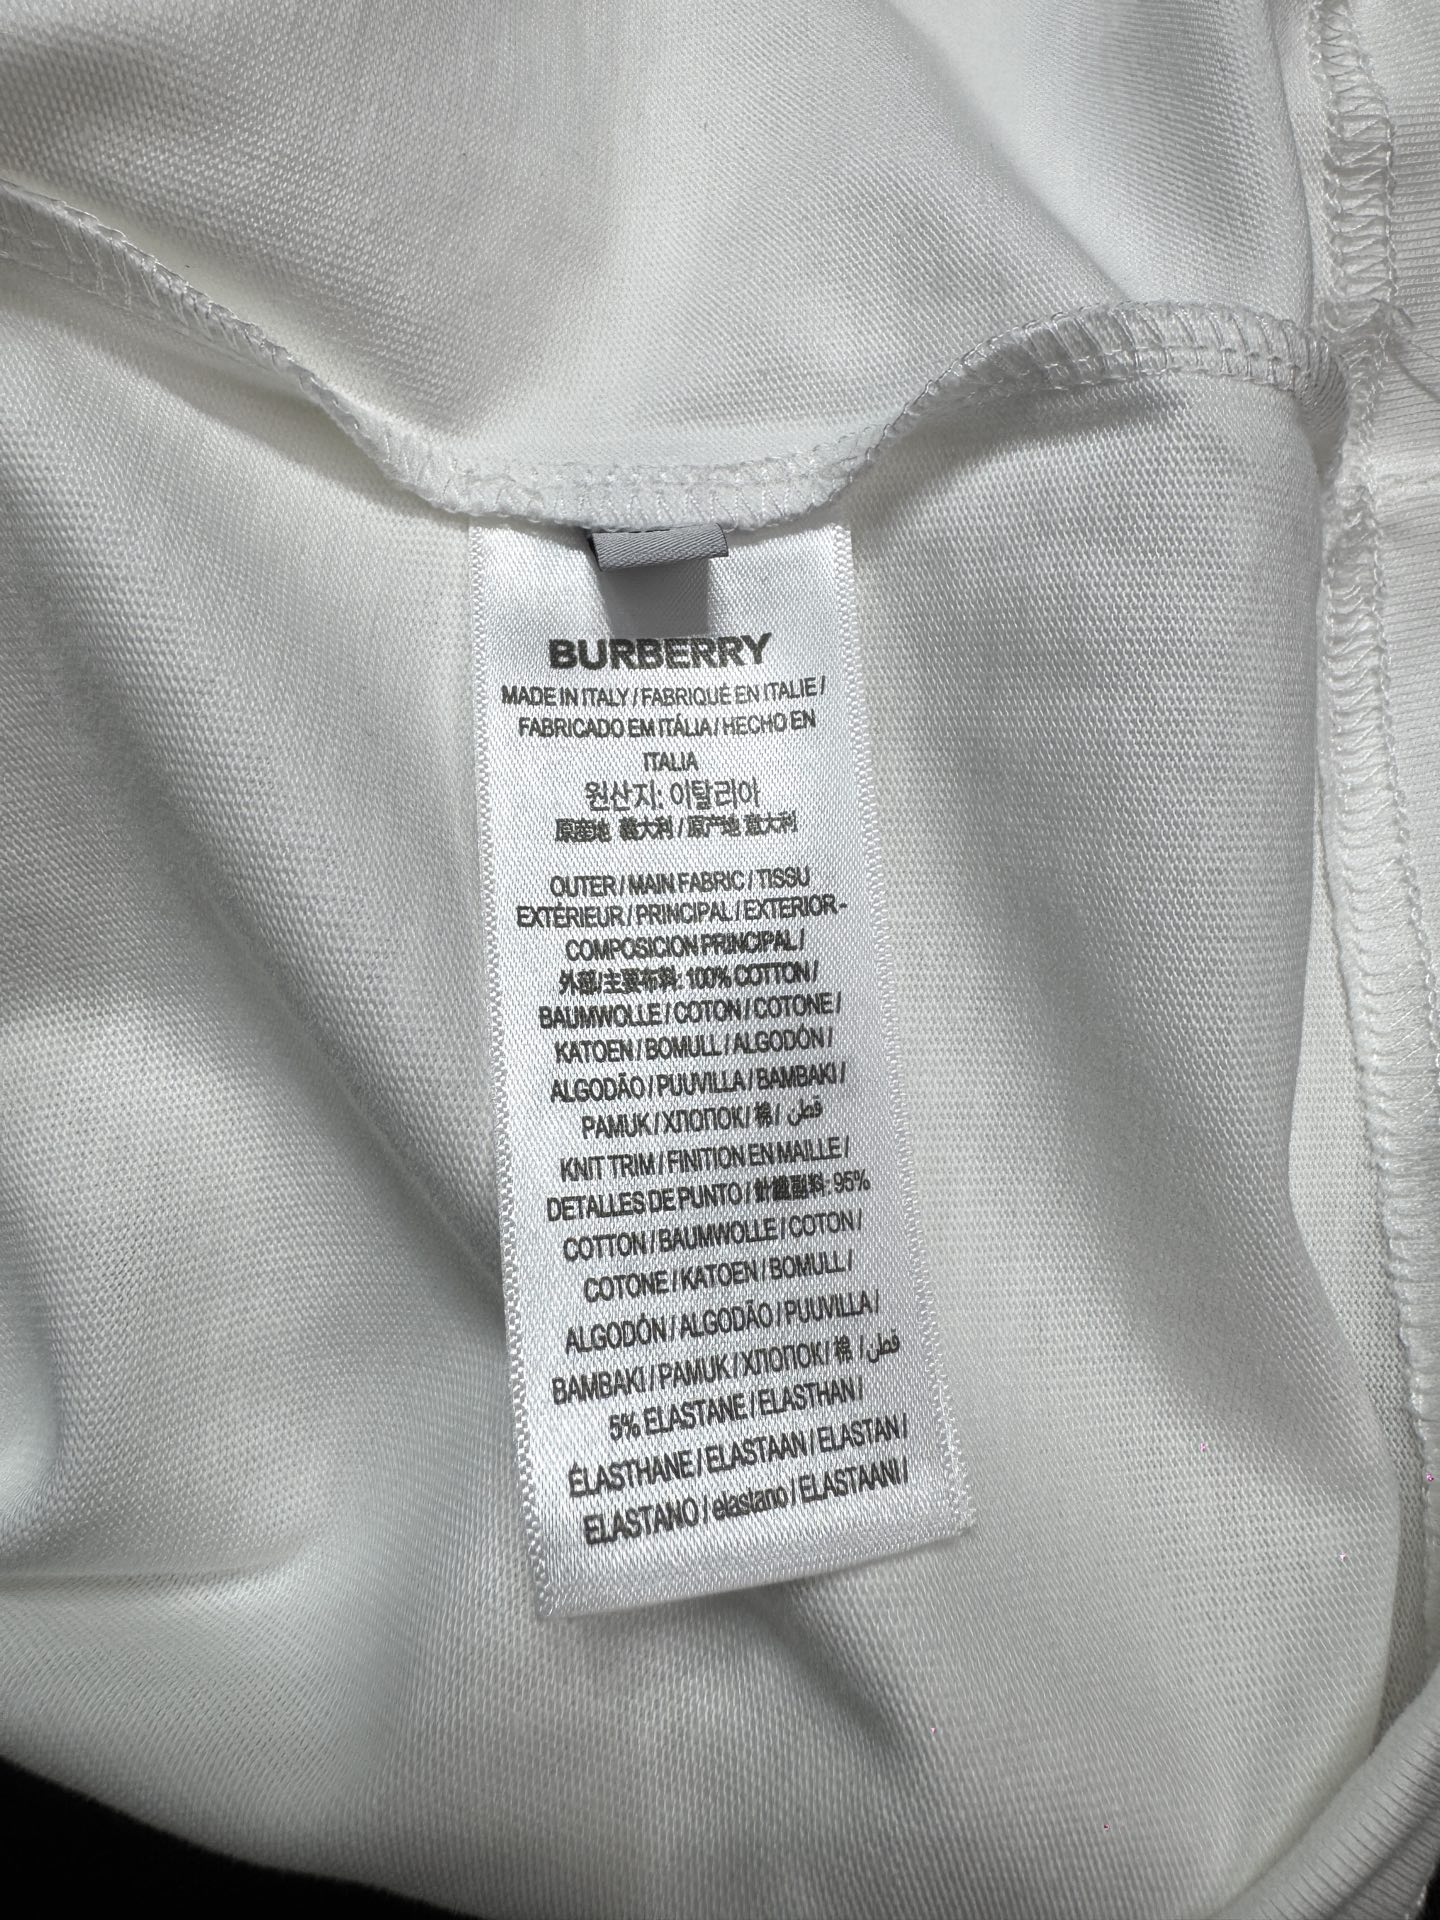 BURBERRY
MADE IN ITALY / FABRIQUÉ EN ITALIE /
FABRICADO EM ITÁLIA / HECHO EN
ITALIA
원산지: 이탈리아
原產地 義大利 / 原产地 意大利
OUTER / MAIN FABRIC / TISSU
EXTÉRIEUR / PRINCIPAL / EXTERIOR -
COMPOSICION PRINCIPAL /
外部/主要布料: 100% COTTON /
BAUMWOLLE / COTON / COTONE /
KATOEN / BOMULL / ALGODÓN /
ALGODÃO / PUUVILLA / BAMBAKI /
PAMUK / ХЛОПОК / 棉 / قطن
KNIT TRIM / FINITION EN MAILLE /
DETALLES DE PUNTO / 針織副料: 95%
COTTON / BAUMWOLLE / COTON /
COTONE / KATOEN / BOMULL /
ALGODÓN / ALGODÃO / PUUVILLA /
BAMBAKI / PAMUK / ХЛОПОК / 棉 / قطن
5% ELASTANE / ELASTHAN /
ÉLASTHANE / ELASTAAN / ELASTAN /
ELASTANO / elastano / ELASTAANI /